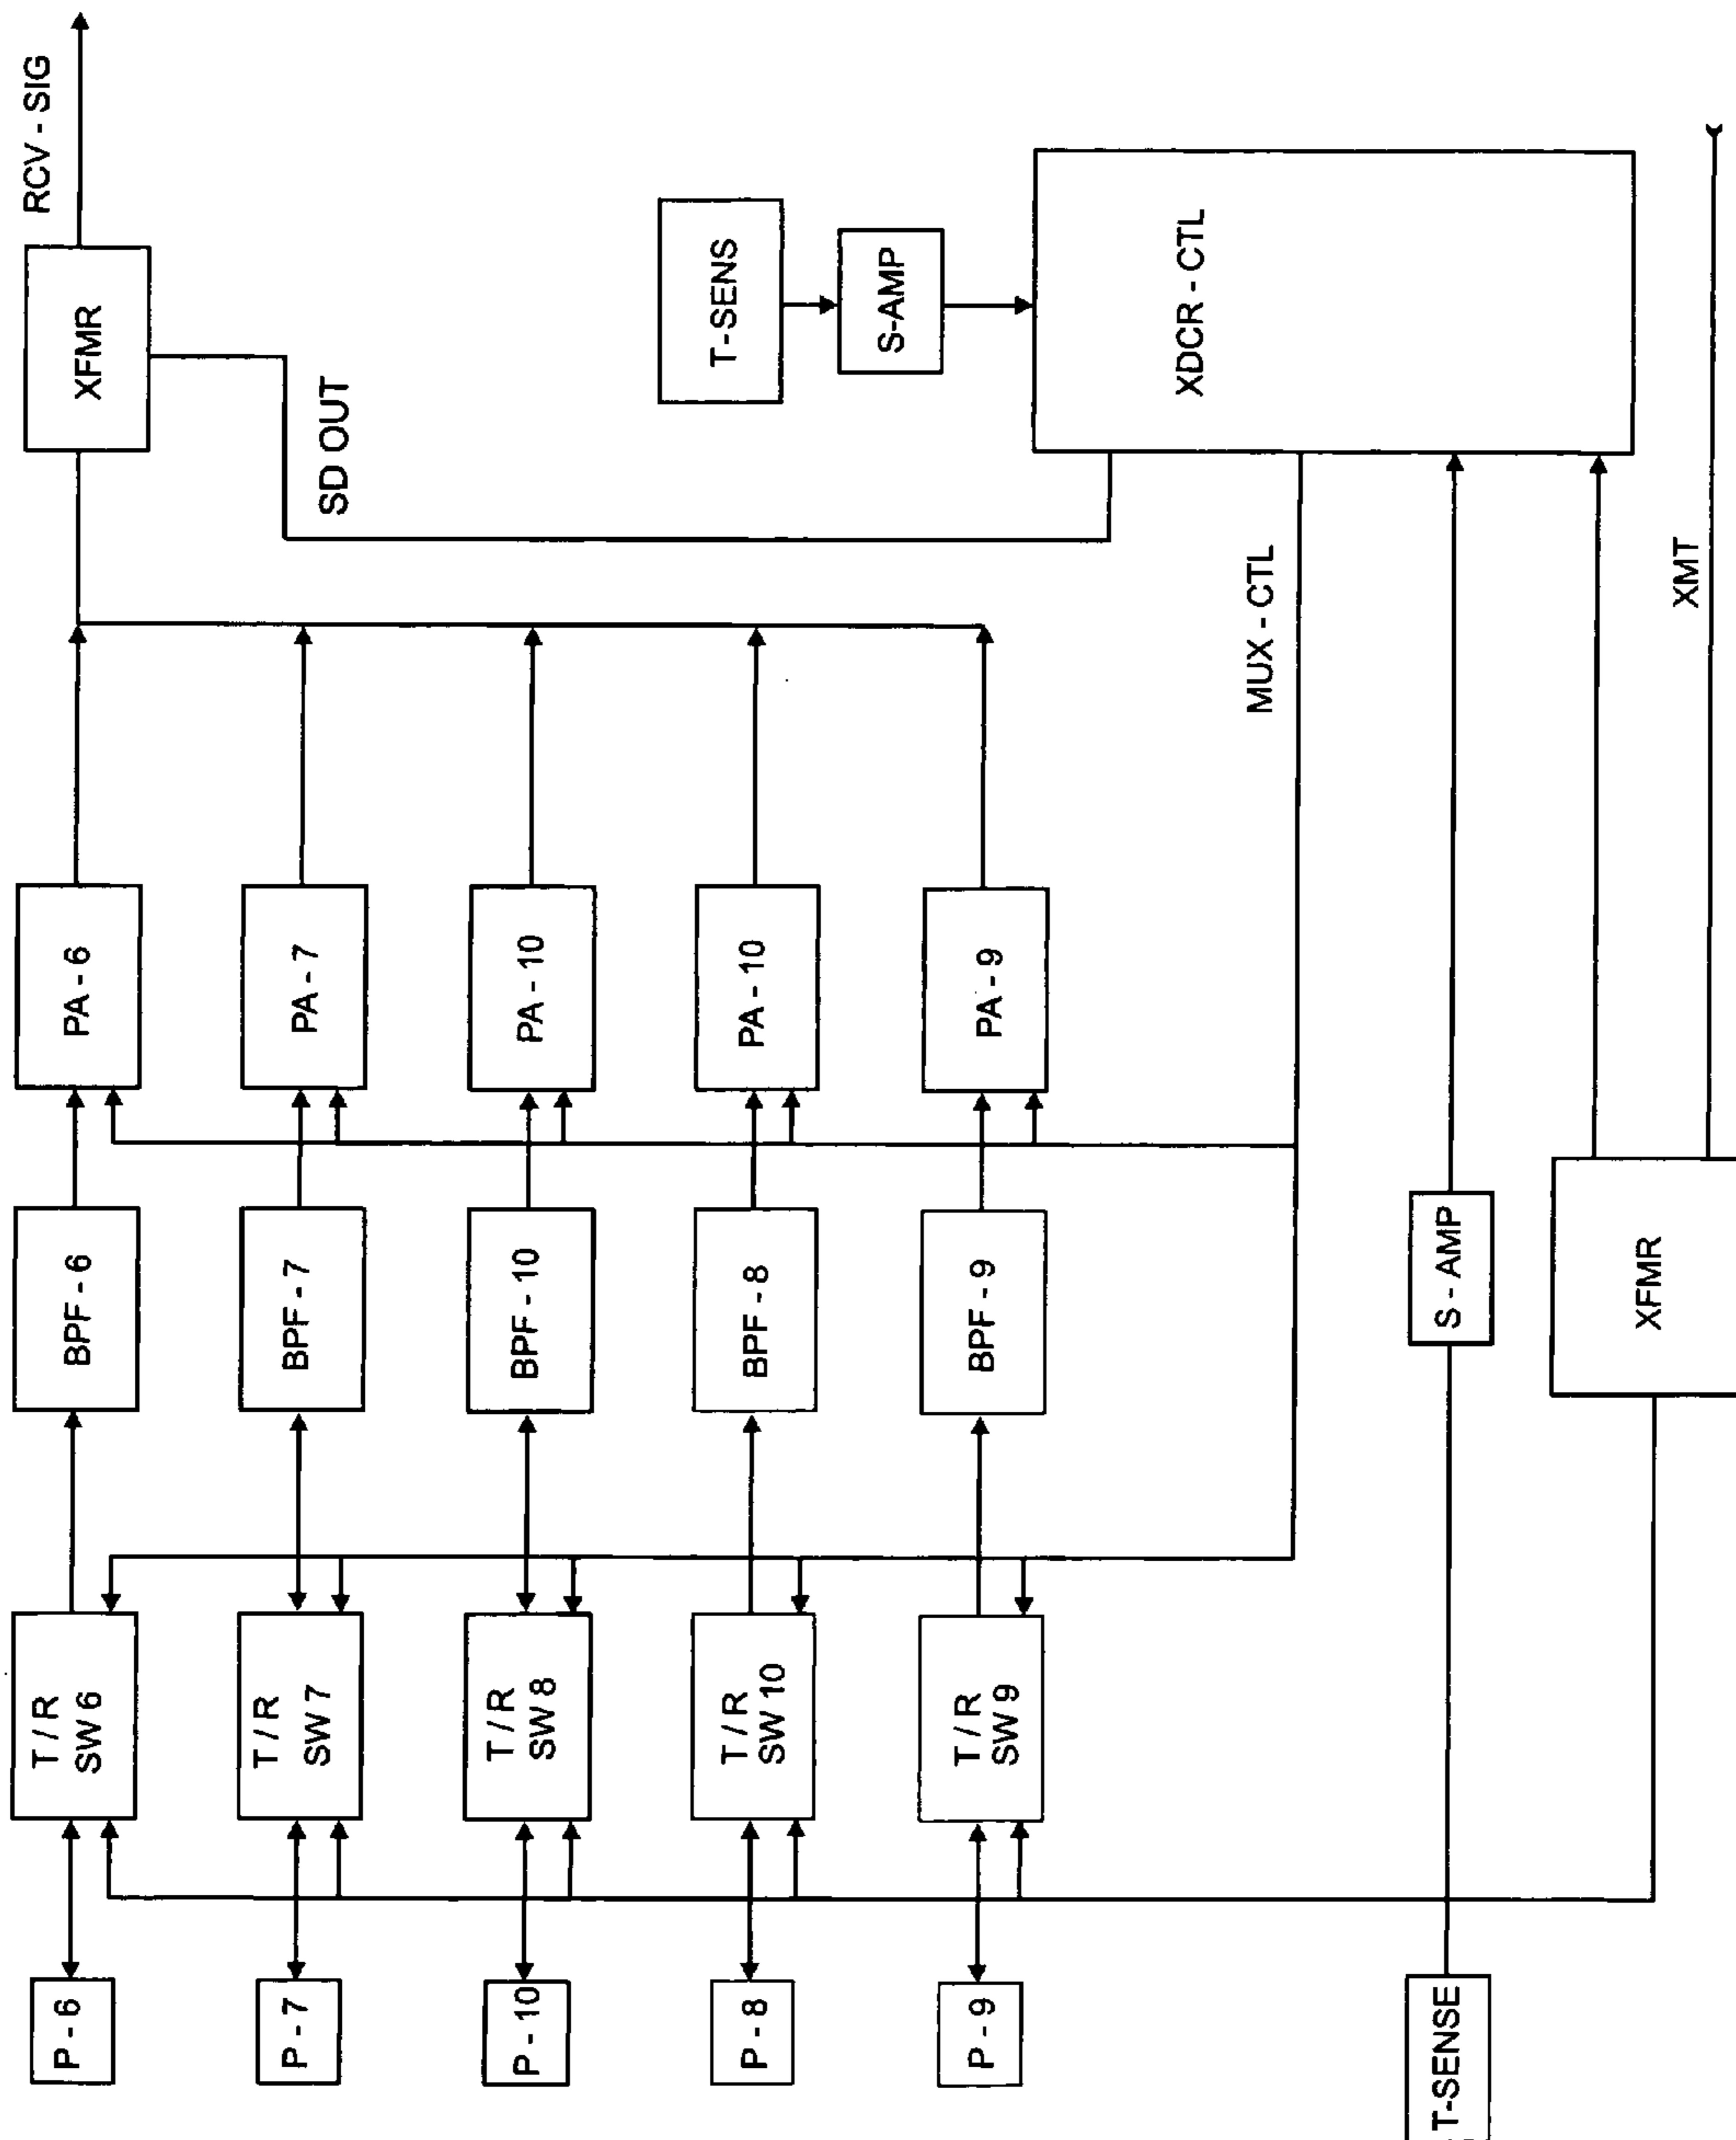 RCV - SIG
XFMR
SD OUT
T-SENS
S-AMP
XDCR - CTL
MUX - CTL
XMT
PA - 6
PA - 7
PA - 10
PA - 10
PA - 9
BPF - 6
BPF - 7
BPF - 10
BPF - 8
BPF - 9
S - AMP
XFMR
T / R
SW 6
T / R
SW 7
T / R
SW 8
T / R
SW 10
T / R
SW 9
P - 6
P - 7
P - 10
P - 8
P - 9
T-SENSE